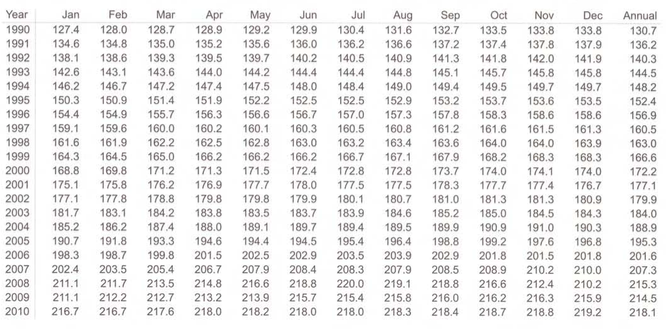 Year Jan Feb Mar Apr May Jun Jul Aug Sep Oct Nov Dec Annual
1990 127.4 128.0 128.7 128.9 129.2 129.9 130.4 131.6 132.7 133.5 133.8 133.8 130.7
1991 134.6 134.8 135.0 135.2 135.6 136.0 136.2 136.6 137.2 137.4 137.8 137.9 136.2
1992 138.1 138.6 139.3 139.5 139.7 140.2 140.5 140.9 141.3 141.8 142.0 141.9 140.3
1993 142.6 143.1 143.6 144.0 144.2 144.4 144.4 144.8 145.1 145.7 145.8 145.8 144.5
1994 146.2 146.7 147.2 147.4 147.5 148.0 148.4 149.0 149.4 149.5 149.7 149.7 148.2
1995 150.3 150.9 151.4 151.9 152.2 152.5 152.5 152.9 153.2 153.7 153.6 153.5 152.4
1996 154.4 154.9 155.7 156.3 156.6 156.7 157.0 157.3 157.8 158.3 158.6 158.6 156.9
1997 159.1 159.6 160.0 160.2 160.1 160.3 160.5 160.8 161.2 161.6 161.5 161.3 160.5
1998 161.6 161.9 162.2 162.5 162.8 163.0 163.2 163.4 163.6 164.0 164.0 163.9 163.0
1999 164.3 164.5 165.0 166.2 166.2 166.7 167.1 167.9 168.2 168.3 168.3 166.6
2000 168.8 169.8 171.2 171.3 171.5 172.4 172.8 172.8 173.7 174.0 174.1 174.0 172.2
2001 175.1 175.8 176.2 176.9 177.7 178.0 177.5 177.5 178.3 177.7 177.4 176.7 177.1
2002 177.1 177.8 178.8 179.8 179.8 179.9 180.1 180.7 181.0 181.3 181.3 180.9 179.9
2003 181.7 183.1 184.2 183.8 183.5 183.7 183.9 184.6 185.2 185.0 184.5 184.3 184.0
2004 185.2 186.2 187.4 188.0 189.1 189.7 189.4 189.5 189.9 190.9 191.0 190.3 188.9
2005 190.7 191.8 193.3 194.6 194.4 194.5 195.4 196.4 198.8 199.2 197.6 196.8 195.3
2006 198.3 198.7 199.8 201.5 202.5 202.9 203.5 203.9 202.9 201.8 201.5 201.8 201.6
2007 202.4 203.5 205.4 206.7 207.9 208.4 208.3 207.9 208.5 208.9 210.2 210.0 207.3
2008 211.1 211.7 213.5 214.8 216.6 218.8 220.0 219.1 218.8 216.6 212.4 210.2 215.3
2009 211.1 212.2 212.7 213.2 213.9 215.7 215.4 215.8 216.0 216.2 216.3 215.9 214.5
2010 216.7 216.7 217.6 218.0 218.2 218.0 218.0 218.3 218.4 218.7 218.8 219.2 218.1